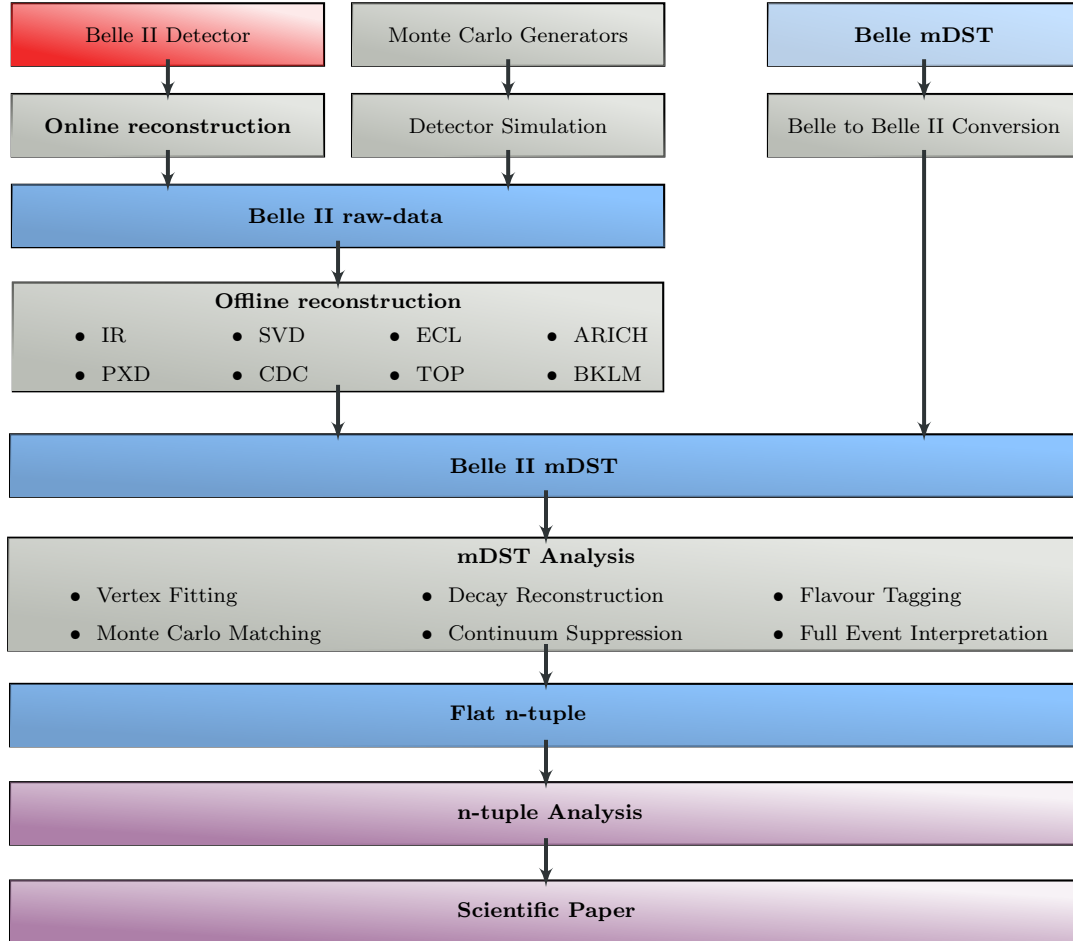 Belle II Detector
Monte Carlo Generators
Belle mDST
Online reconstruction
Detector Simulation
Belle to Belle II Conversion
Belle II raw-data
Offline reconstruction
• IR • SVD • ECL • ARICH
• PXD • CDC • TOP • BKLM
Belle II mDST
mDST Analysis
• Vertex Fitting • Decay Reconstruction • Flavour Tagging
• Monte Carlo Matching • Continuum Suppression • Full Event Interpretation
Flat n-tuple
n-tuple Analysis
Scientific Paper